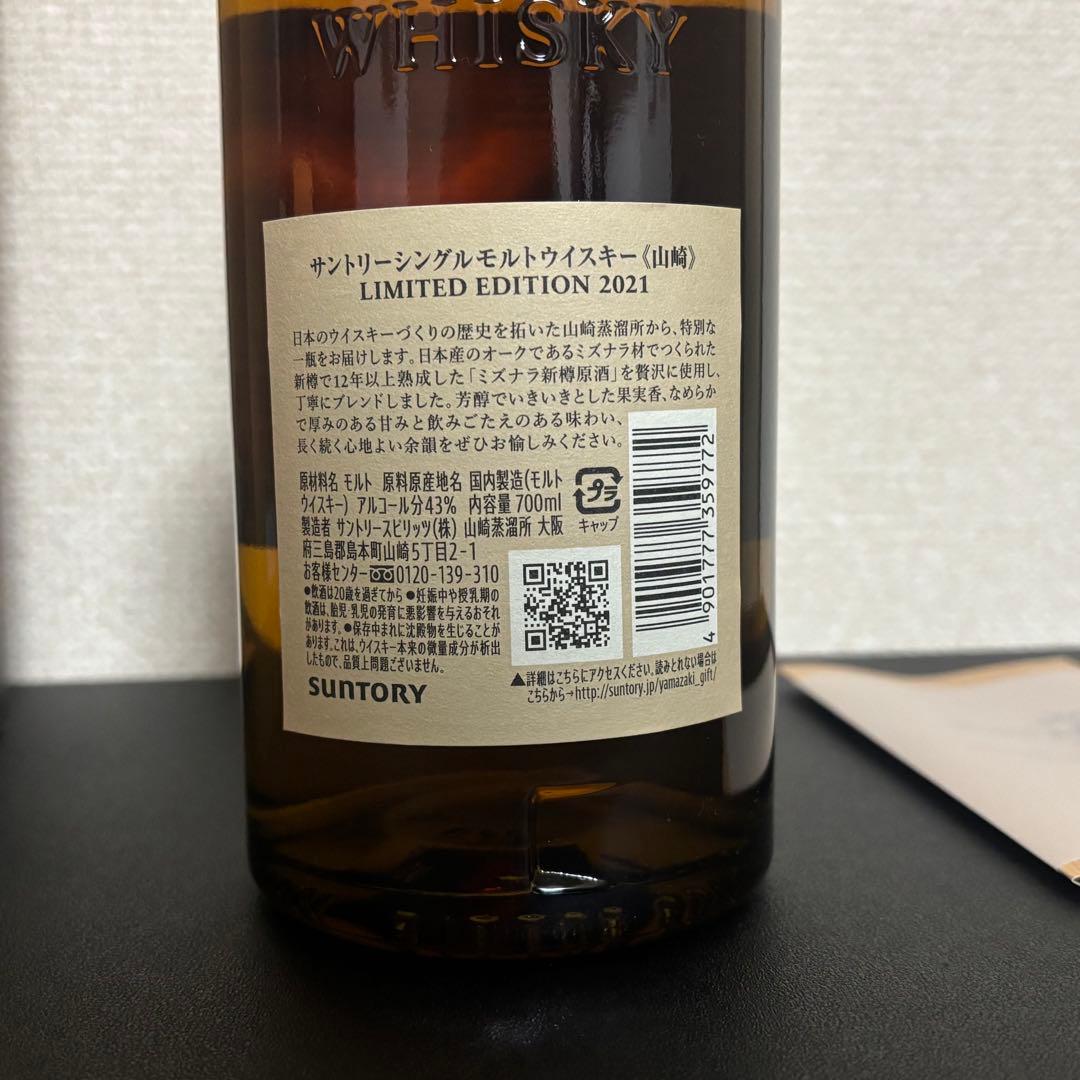 WHISKY
サントリーシングルモルトウイスキー《山崎》
LIMITED EDITION 2021
日本のウイスキーづくりの歴史を拓いた山崎蒸溜所から、特別な
一瓶をお届けします。日本産のオークであるミズナラ材でつくられた
新樽で12年以上熟成した「ミズナラ新樽原酒」を贅沢に使用し、
丁寧にブレンドしました。芳醇でいきいきとした果実香、なめらか
で厚みのある甘みと飲みごたえのある味わい、
長く続く心地よい余韻をぜひお愉しみください。
原材料名 モルト 原料原産地名 国内製造(モルト
ウイスキー) アルコール分43% 内容量700ml
製造者 サントリースピリッツ(株) 山崎蒸溜所 大阪
府三島郡島本町山崎5丁目2-1
お客様センター0120-139-310
●飲酒は20歳を過ぎてから ●妊娠中や授乳期の
飲酒は、胎児・乳児の発育に悪影響を与えるおそれ
があります。●保存中まれに沈殿物を生じることが
あります。これは、ウイスキー本来の微量成分が析出
したもので、品質上問題ございません。
SUNTORY
プラ
キャップ
4 901777 359772
▲詳細はこちらにアクセスください。読みとれない場合は
こちらから→http://suntory.jp/yamazaki_gift/